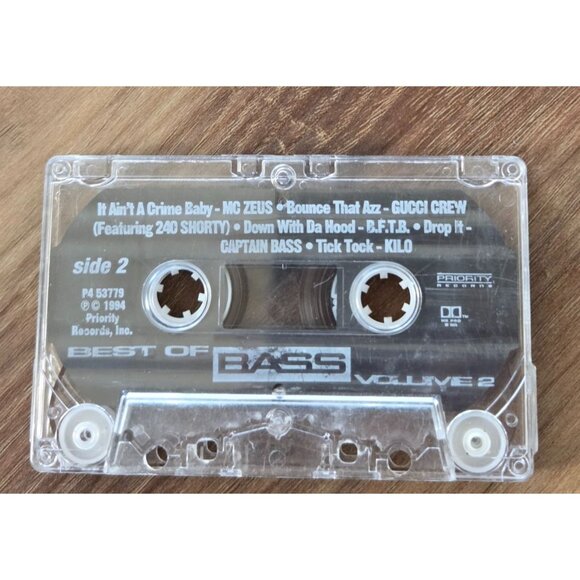 It Ain't A Crime Baby - MC ZEUS • Bounce That Azz - GUCCI CREW
(Featuring 240 SHORTY) • Down With Da Hood - B.F.T.B. • Drop It -
CAPTAIN BASS • Tick Tock - KILO
side 2
PRIORITY
RECORDS
P4 53779
℗ © 1994
Priority
Records, Inc.
BEST OF BASS VOLUME 2